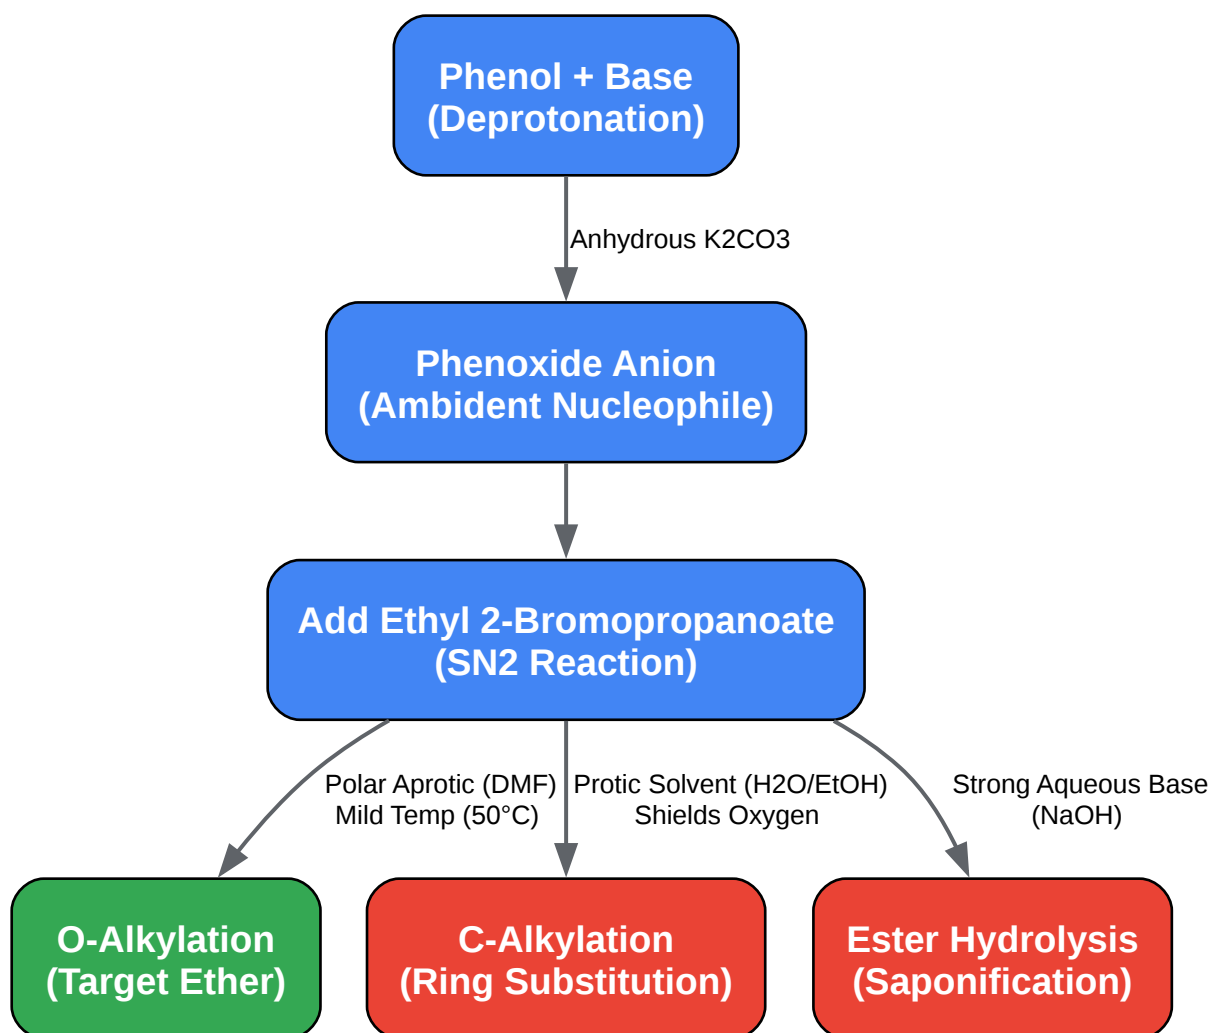 Phenol + Base
(Deprotonation)
Anhydrous K2CO3
Phenoxide Anion
(Ambident Nucleophile)
Add Ethyl 2-Bromopropanoate
(SN2 Reaction)
Polar Aprotic (DMF)
Mild Temp (50°C)
Protic Solvent (H2O/EtOH)
Shields Oxygen
Strong Aqueous Base
(NaOH)
O-Alkylation
(Target Ether)
C-Alkylation
(Ring Substitution)
Ester Hydrolysis
(Saponification)